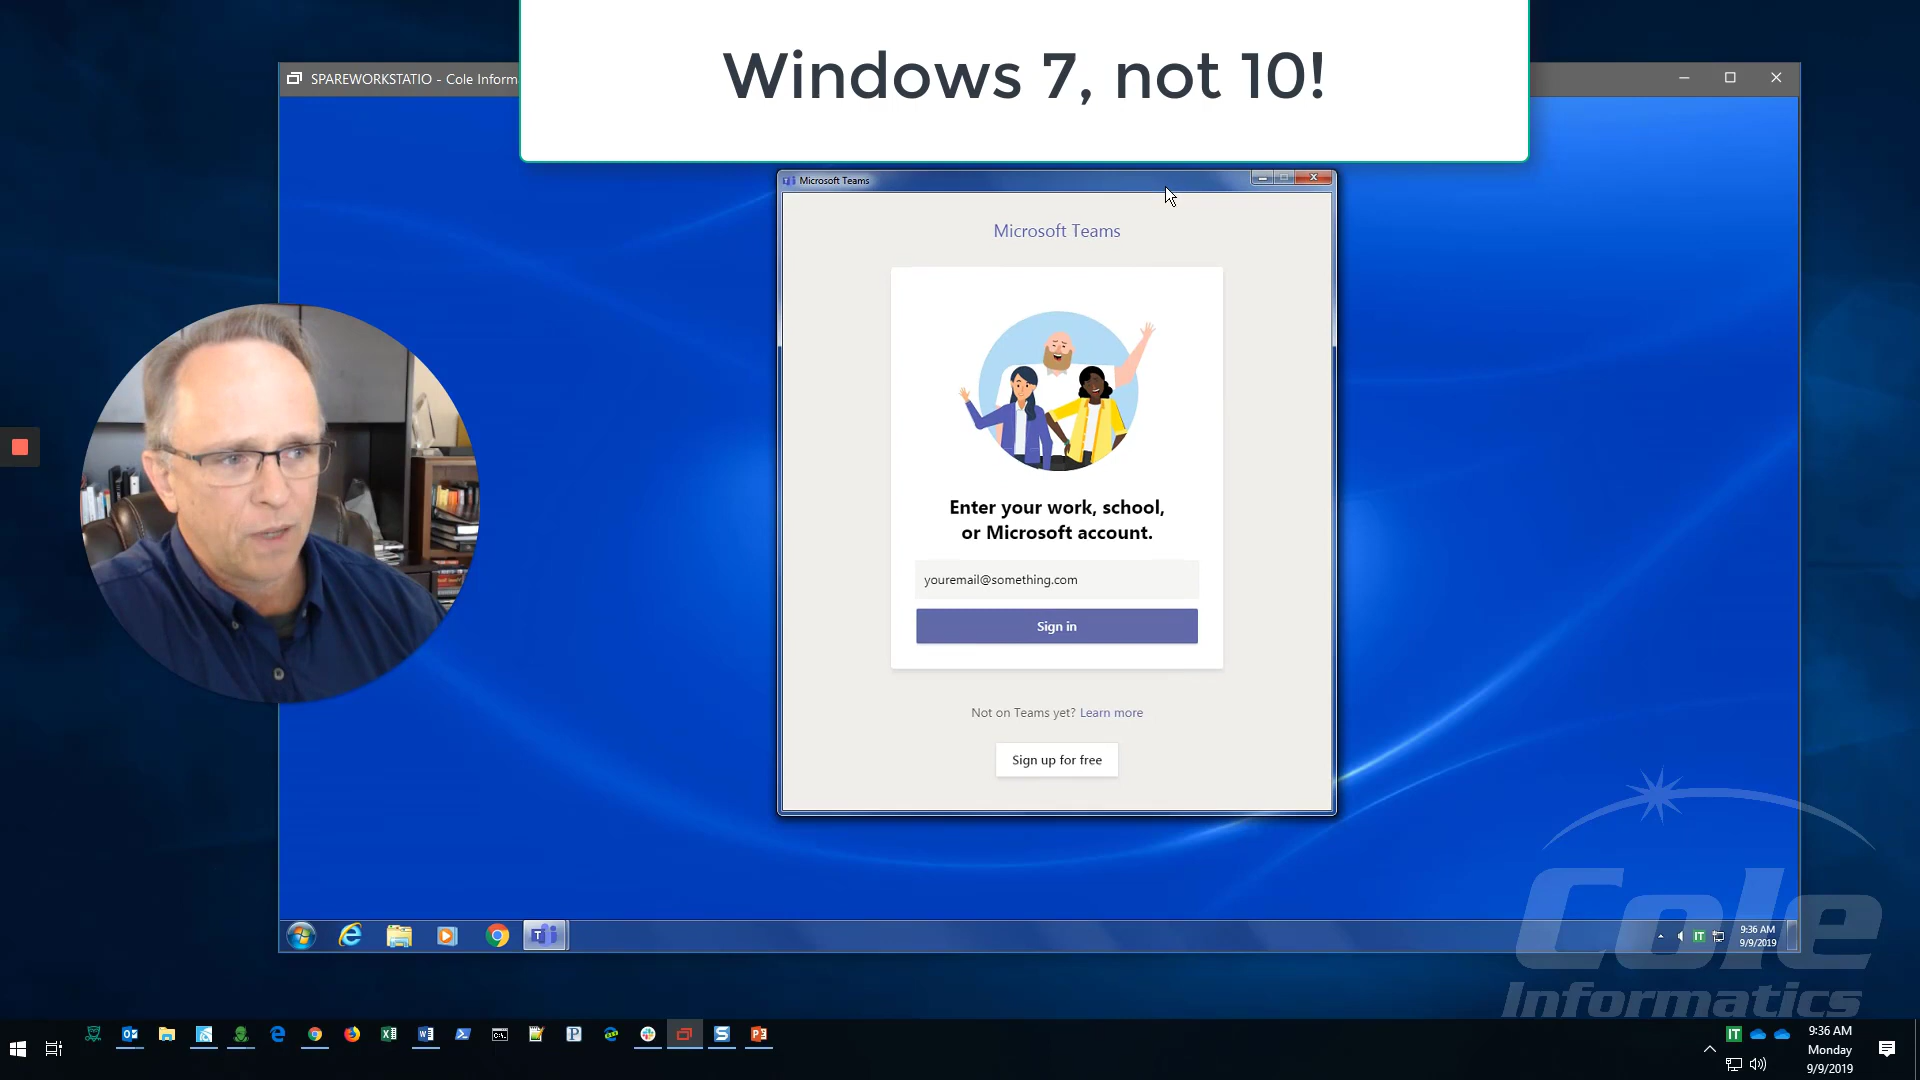 Windows 7, not 10!
SPAREWORKSTATIO - Cole Inform
Microsoft Teams
Microsoft Teams
Enter your work, school,
or Microsoft account.
youremail@something.com
Sign in
Not on Teams yet? Learn more
Sign up for free
9:36 AM
9/9/2019
Cole
Informatics
9:36 AM
Monday
9/9/2019